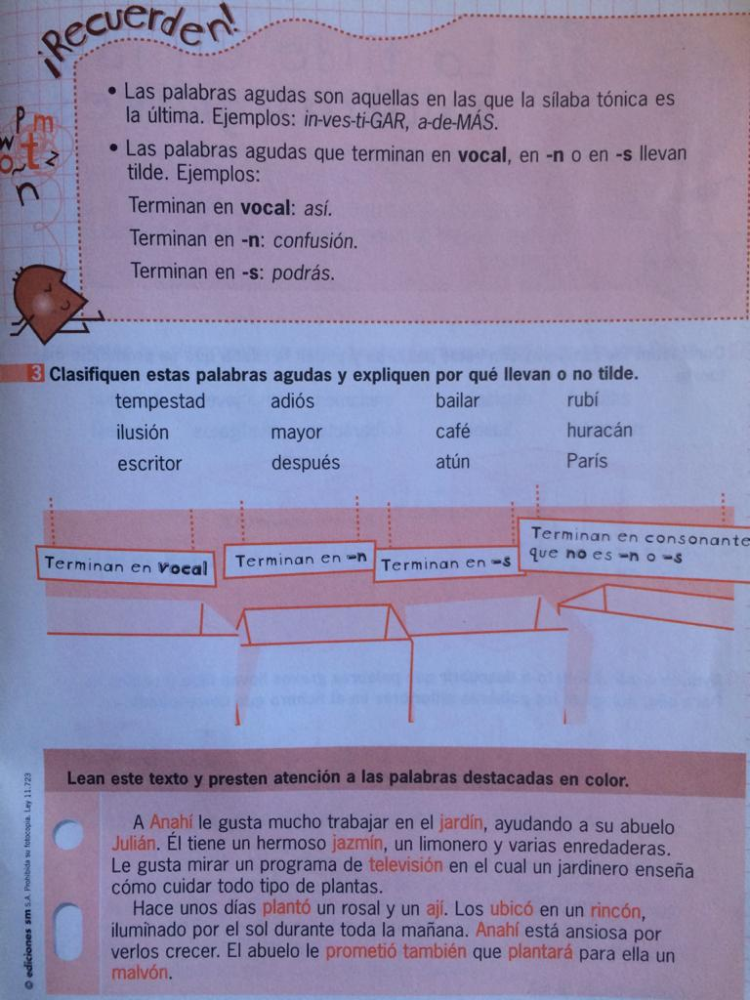 ¡Recuerden!
• Las palabras agudas son aquellas en las que la sílaba tónica es
la última. Ejemplos: in-ves-ti-GAR, a-de-MÁS.
• Las palabras agudas que terminan en vocal, en -n o en -s llevan
tilde. Ejemplos:
Terminan en vocal: así.
Terminan en -n: confusión.
Terminan en -s: podrás.
P m
w t z
o
ñ
3 Clasifiquen estas palabras agudas y expliquen por qué llevan o no tilde.
tempestad adiós bailar rubí
ilusión mayor café huracán
escritor después atún París
Terminan en vocal
Terminan en -n
Terminan en -s
Terminan en consonante
que no es -n o -s
Lean este texto y presten atención a las palabras destacadas en color.
A Anahí le gusta mucho trabajar en el jardín, ayudando a su abuelo
Julián. Él tiene un hermoso jazmín, un limonero y varias enredaderas.
Le gusta mirar un programa de televisión en el cual un jardinero enseña
cómo cuidar todo tipo de plantas.
Hace unos días plantó un rosal y un ají. Los ubicó en un rincón,
iluminado por el sol durante toda la mañana. Anahí está ansiosa por
verlos crecer. El abuelo le prometió también que plantará para ella un
malvón.
© ediciones sm S.A. Prohibida su fotocopia. Ley 11.723